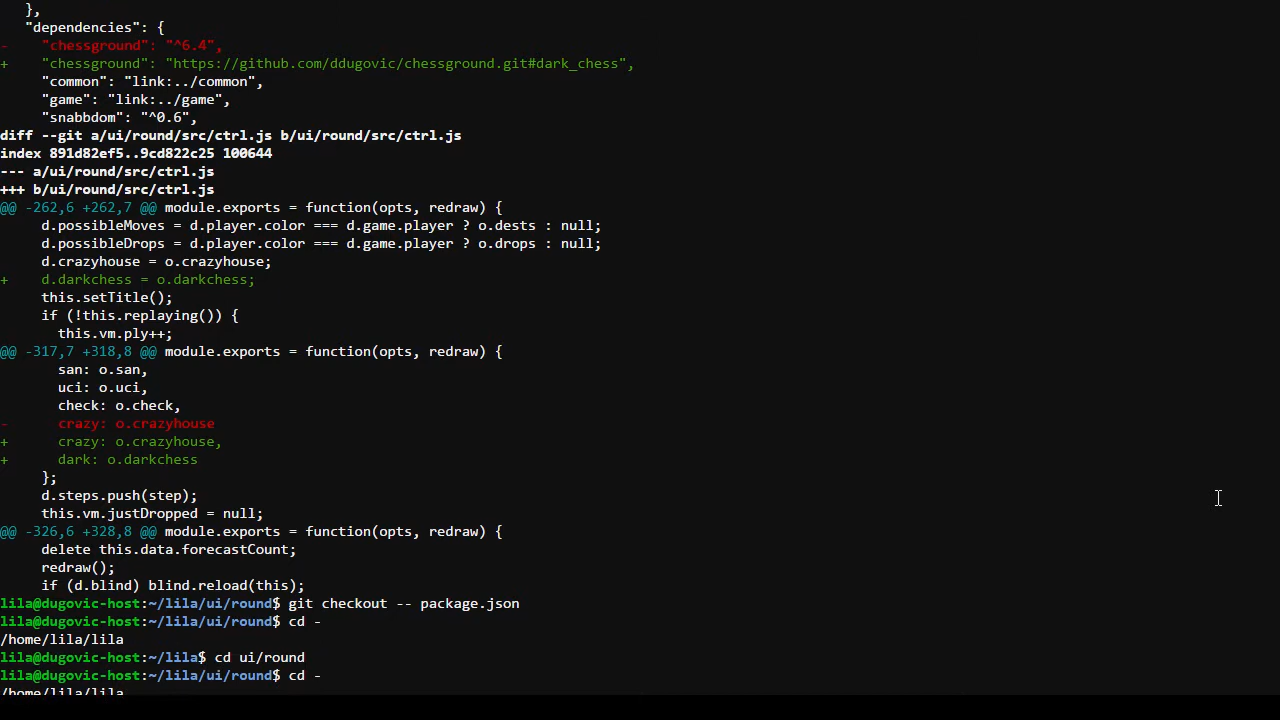 },
   "dependencies": {
-    "chessground": "^6.4",
+    "chessground": "https://github.com/ddugovic/chessground.git#dark_chess",
     "common": "link:../common",
     "game": "link:../game",
     "snabbdom": "^0.6",
diff --git a/ui/round/src/ctrl.js b/ui/round/src/ctrl.js
index 891d82ef5..9cd822c25 100644
--- a/ui/round/src/ctrl.js
+++ b/ui/round/src/ctrl.js
@@ -262,6 +262,7 @@ module.exports = function(opts, redraw) {
     d.possibleMoves = d.player.color === d.game.player ? o.dests : null;
     d.possibleDrops = d.player.color === d.game.player ? o.drops : null;
     d.crazyhouse = o.crazyhouse;
+    d.darkchess = o.darkchess;
     this.setTitle();
     if (!this.replaying()) {
       this.vm.ply++;
@@ -317,7 +318,8 @@ module.exports = function(opts, redraw) {
       san: o.san,
       uci: o.uci,
       check: o.check,
-      crazy: o.crazyhouse
+      crazy: o.crazyhouse,
+      dark: o.darkchess
     };
     d.steps.push(step);
     this.vm.justDropped = null;
@@ -326,6 +328,8 @@ module.exports = function(opts, redraw) {
     delete this.data.forecastCount;
     redraw();
     if (d.blind) blind.reload(this);
lila@dugovic-host:~/lila/ui/round$ git checkout -- package.json
lila@dugovic-host:~/lila/ui/round$ cd -
/home/lila/lila
lila@dugovic-host:~/lila$ cd ui/round
lila@dugovic-host:~/lila/ui/round$ cd -
/home/lila/lila